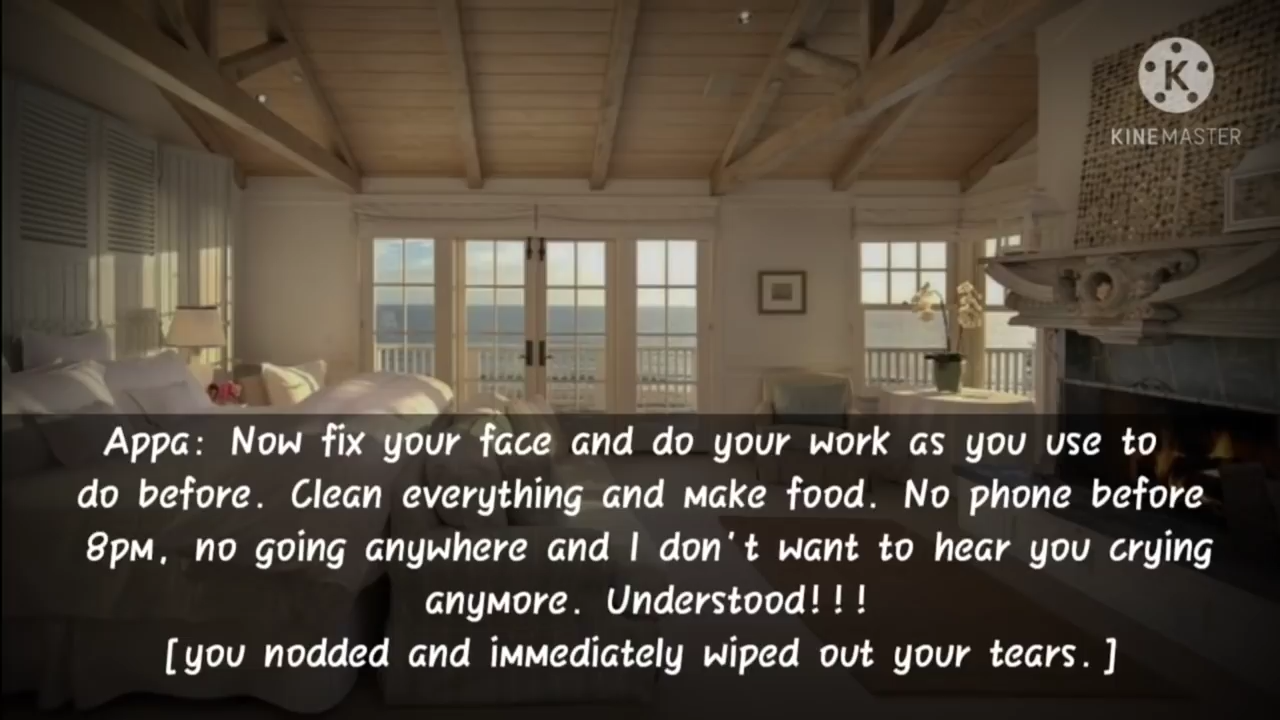 KINEMASTER
Appa: Now fix your face and do your work as you use to
do before. Clean everything and make food. No phone before
8pm, no going anywhere and I don't want to hear you crying
anymore. Understood!!!
[you nodded and immediately wiped out your tears.]